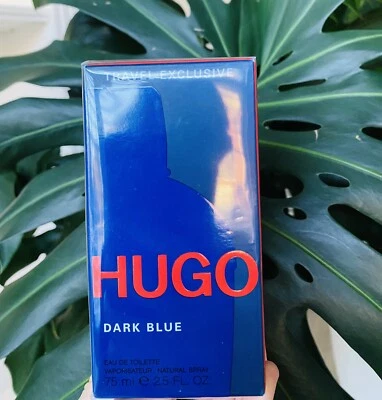 TRAVEL EXCLUSIVE
HUGO
DARK BLUE
EAU DE TOILETTE
VAPORISATEUR NATURAL SPRAY
75 ml ℮ 2.5 FL. OZ.